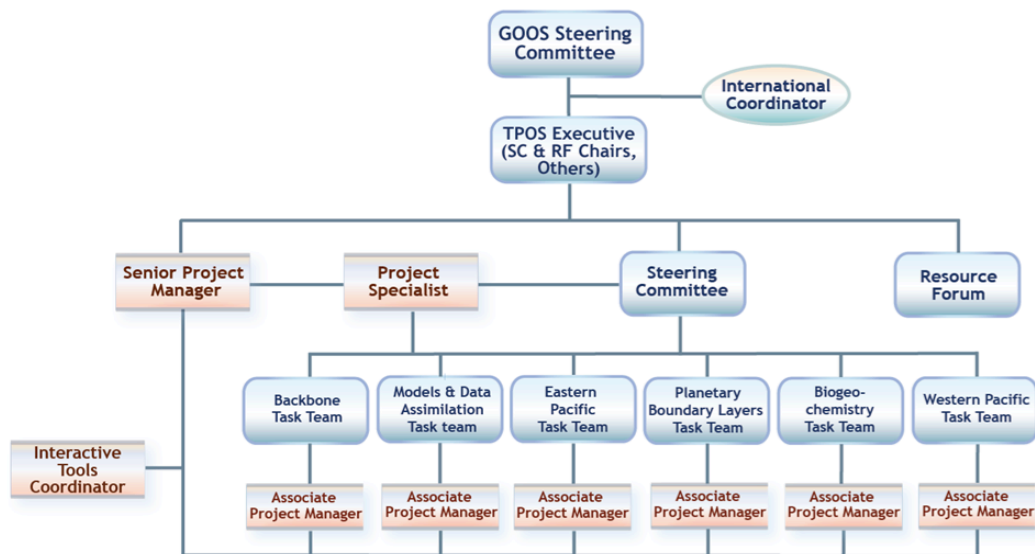 GOOS Steering
Committee
International
Coordinator
TPOS Executive
(SC & RF Chairs,
Others)
Senior Project
Manager
Project
Specialist
Steering
Committee
Resource
Forum
Backbone
Task Team
Models & Data
Assimilation
Task team
Eastern
Pacific
Task Team
Planetary
Boundary Layers
Task Team
Biogeo-
chemistry
Task Team
Western Pacific
Task Team
Interactive
Tools
Coordinator
Associate
Project Manager
Associate
Project Manager
Associate
Project Manager
Associate
Project Manager
Associate
Project Manager
Associate
Project Manager